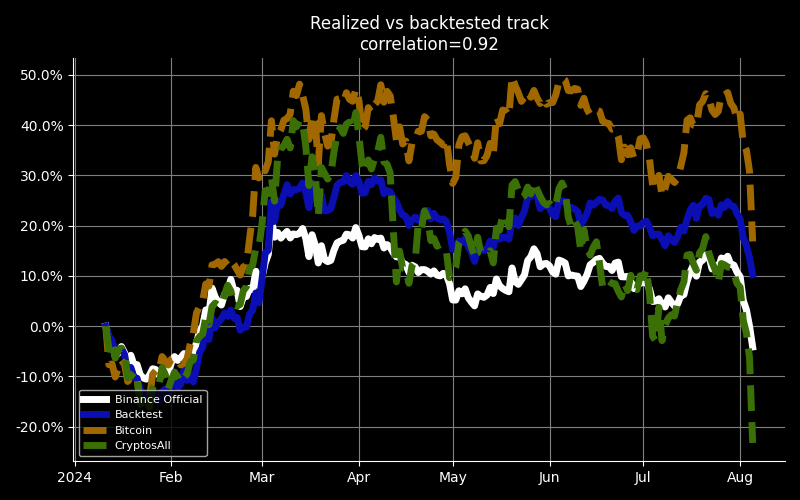 Realized vs backtested track
correlation=0.92
50.0%
40.0%
30.0%
20.0%
10.0%
0.0%
-10.0%
-20.0%
Binance Official
Backtest
Bitcoin
CryptosAll
2024 Feb Mar Apr May Jun Jul Aug